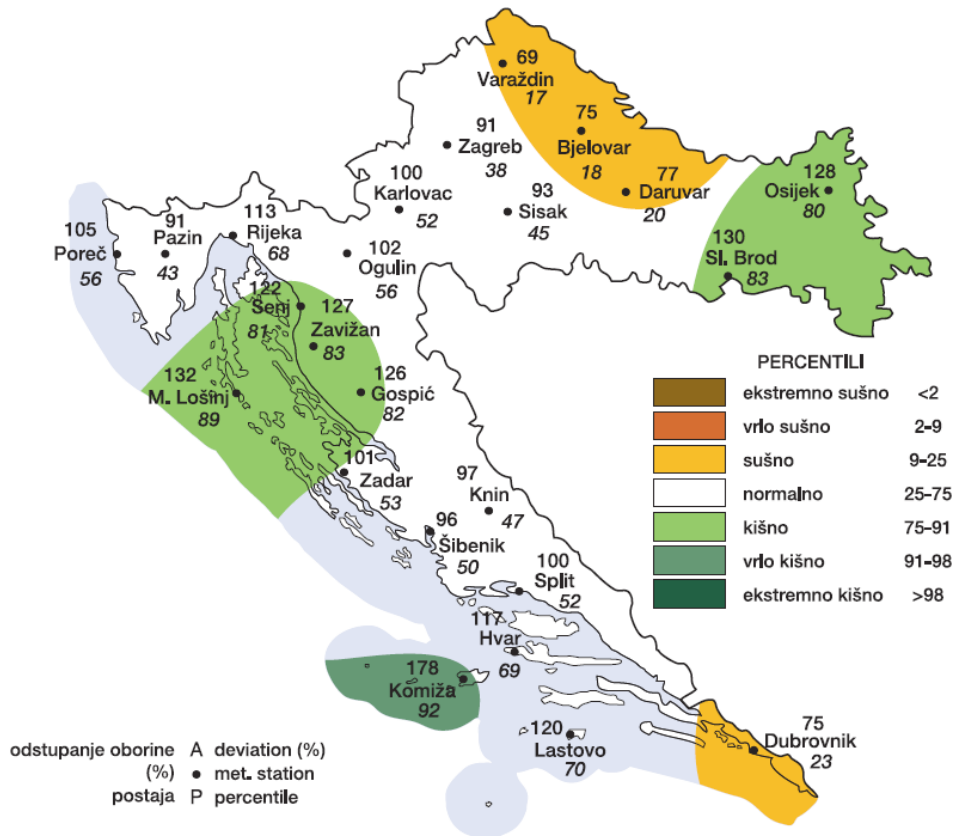 69
Varaždin
17
75
Bjelovar
18
77
Daruvar
20
91
Zagreb
38
100
Karlovac
52
93
Sisak
45
128
Osijek
80
130
Sl. Brod
83
105
Poreč
56
91
Pazin
43
113
Rijeka
68
102
Ogulin
56
122
Senj
81
127
Zavižan
83
132
M. Lošinj
89
126
Gospić
82
101
Zadar
53
97
Knin
47
96
Šibenik
50
100
Split
52
117
Hvar
69
178
Komiža
92
120
Lastovo
70
75
Dubrovnik
23
PERCENTILI
ekstremno sušno <2
vrlo sušno 2-9
sušno 9-25
normalno 25-75
kišno 75-91
vrlo kišno 91-98
ekstremno kišno >98
odstupanje oborine A deviation (%)
(%) met. station
postaja P percentile